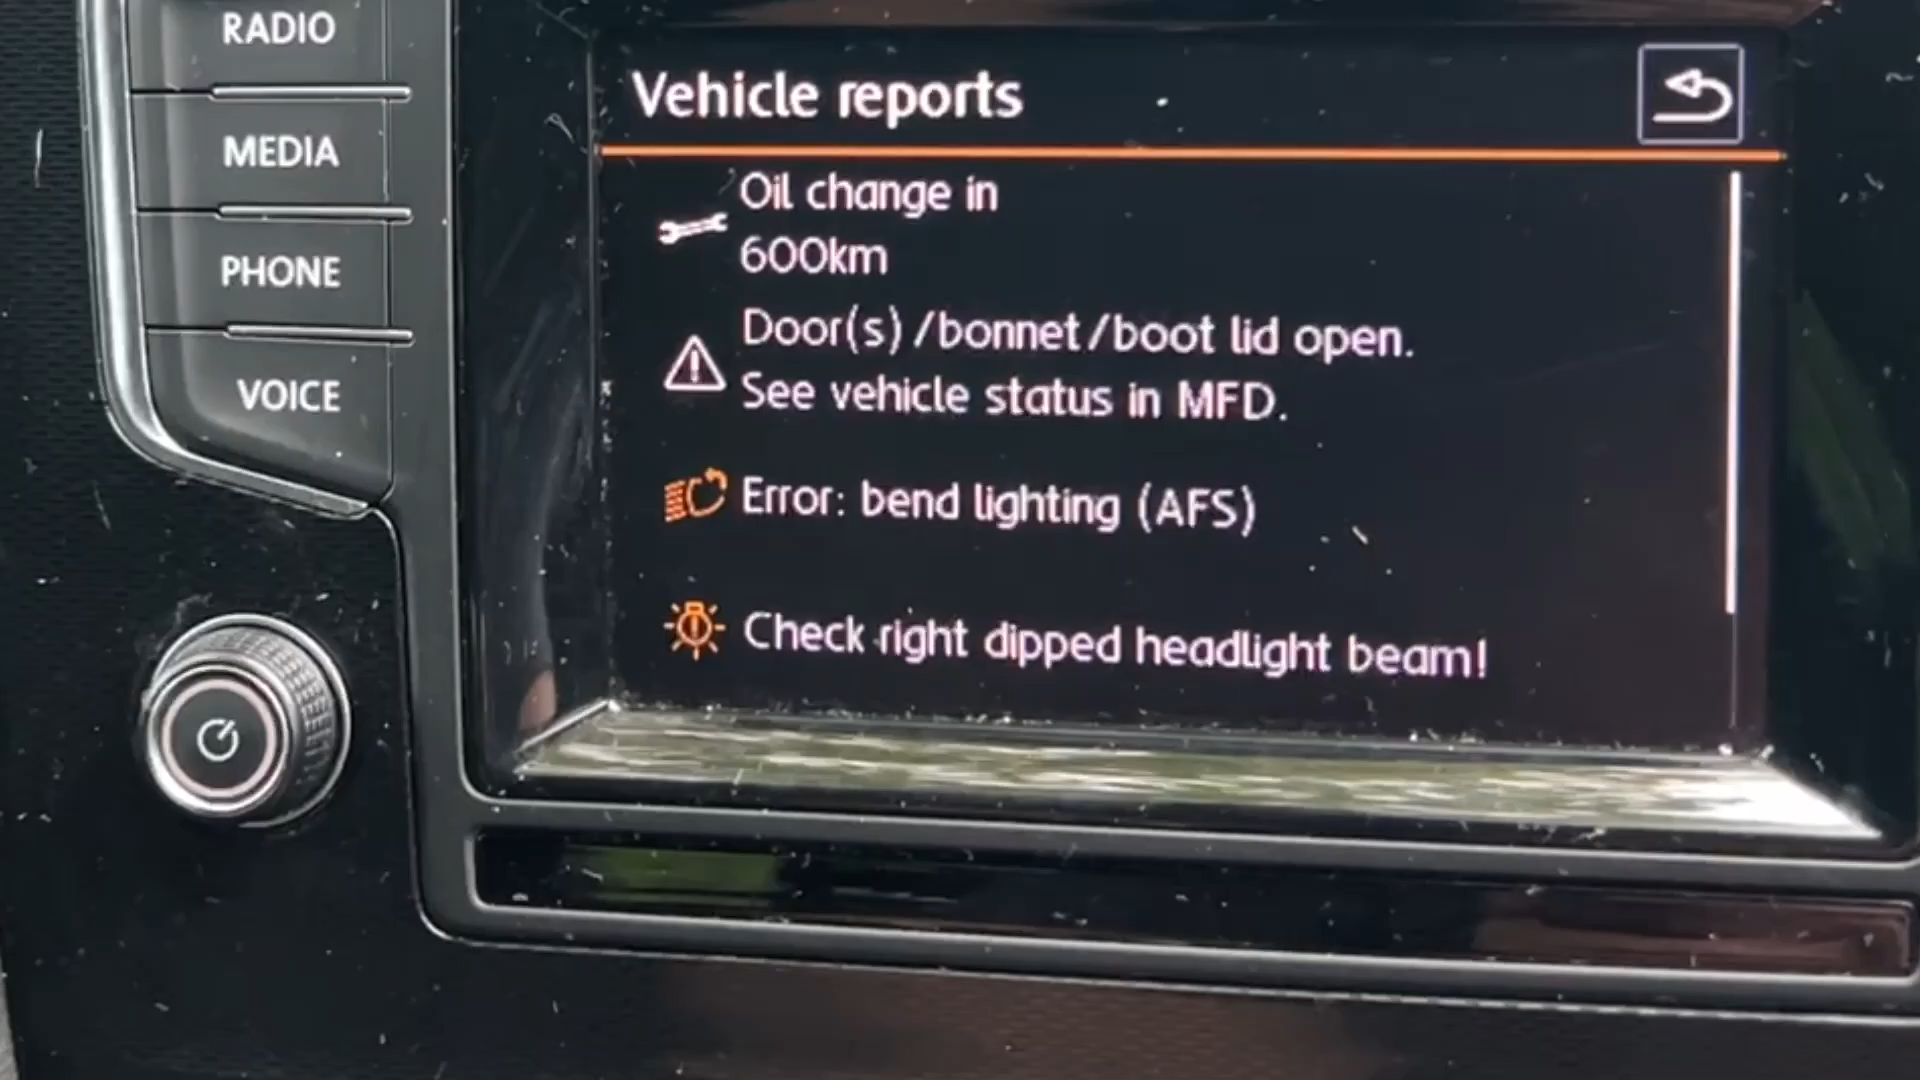 RADIO
MEDIA
PHONE
VOICE
Vehicle reports
Oil change in
600km
Door(s) /bonnet/boot lid open.
See vehicle status in MFD.
Error: bend lighting (AFS)
Check right dipped headlight beam!